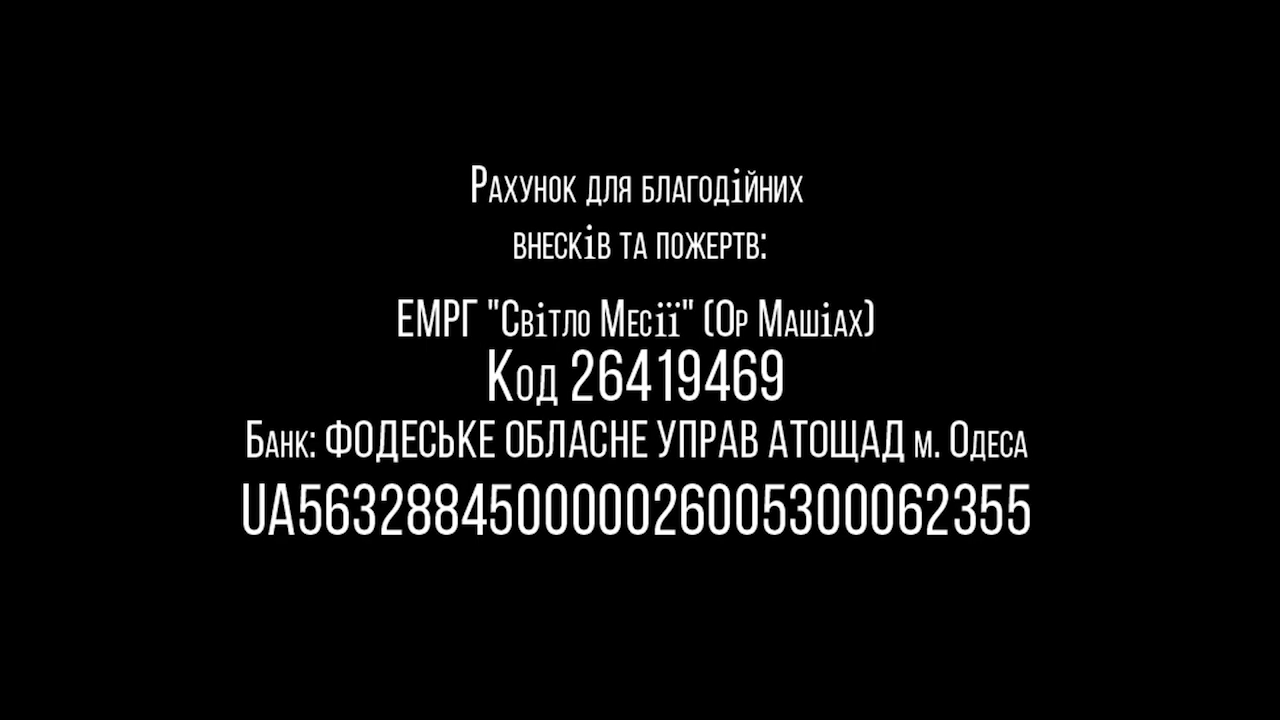 Рахунок для благодійних
внесків та пожертв:
ЕМРГ "Світло Месії" (Ор Машіах)
Код 26419469
Банк: ФОДЕСЬКЕ ОБЛАСНЕ УПРАВ АТОЩАД м. Одеса
UA563288450000026005300062355